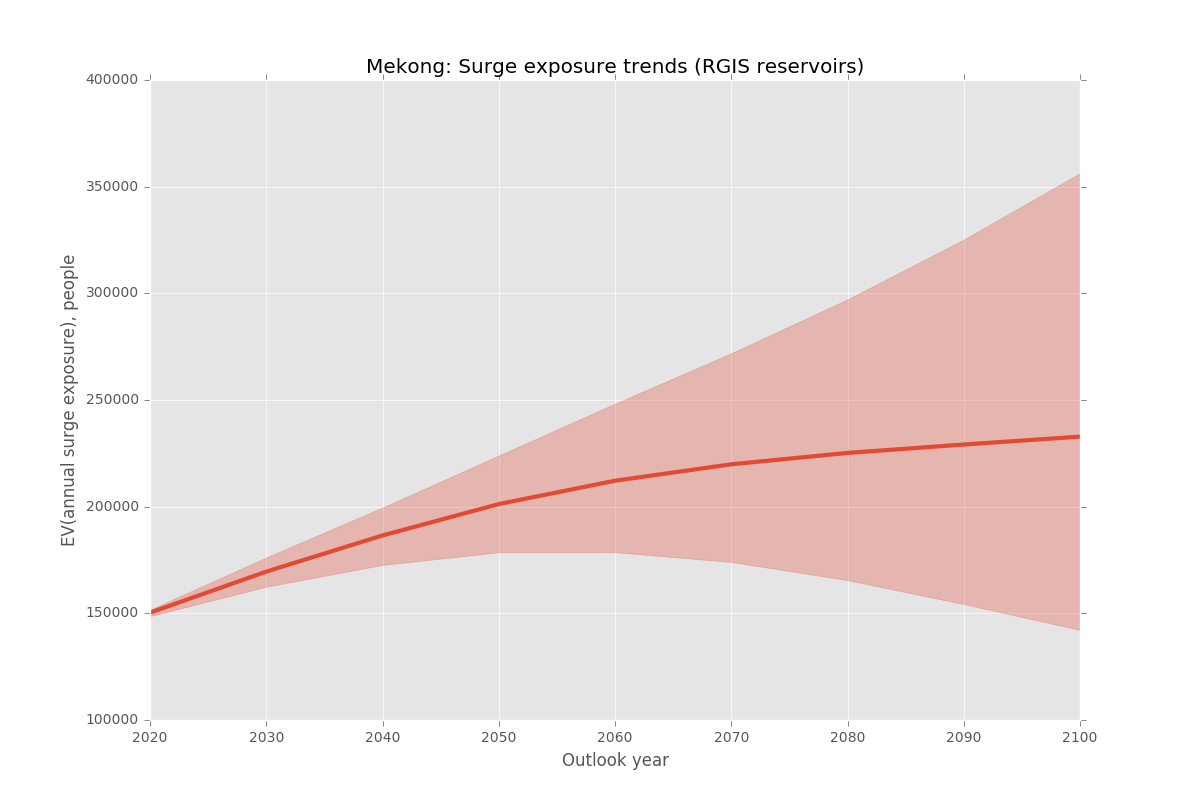 Mekong: Surge exposure trends (RGIS reservoirs)
400000
350000
300000
250000
200000
150000
100000
EV(annual surge exposure), people
2020 2030 2040 2050 2060 2070 2080 2090 2100
Outlook year